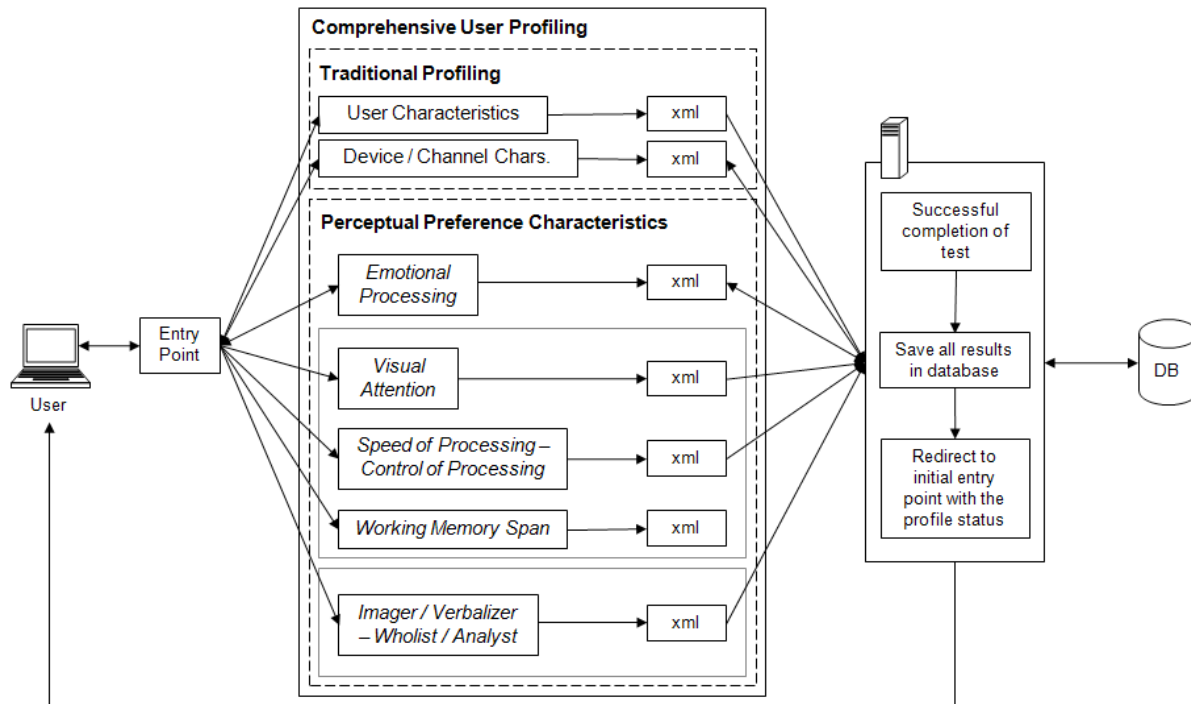 Comprehensive User Profiling
Traditional Profiling
User Characteristics
xml
Device / Channel Chars.
xml
Perceptual Preference Characteristics
Emotional
Processing
xml
Visual
Attention
xml
Speed of Processing –
Control of Processing
xml
Working Memory Span
xml
Imager / Verbalizer
– Wholist / Analyst
xml
User
Entry
Point
Successful
completion of
test
Save all results
in database
Redirect to
initial entry
point with the
profile status
DB